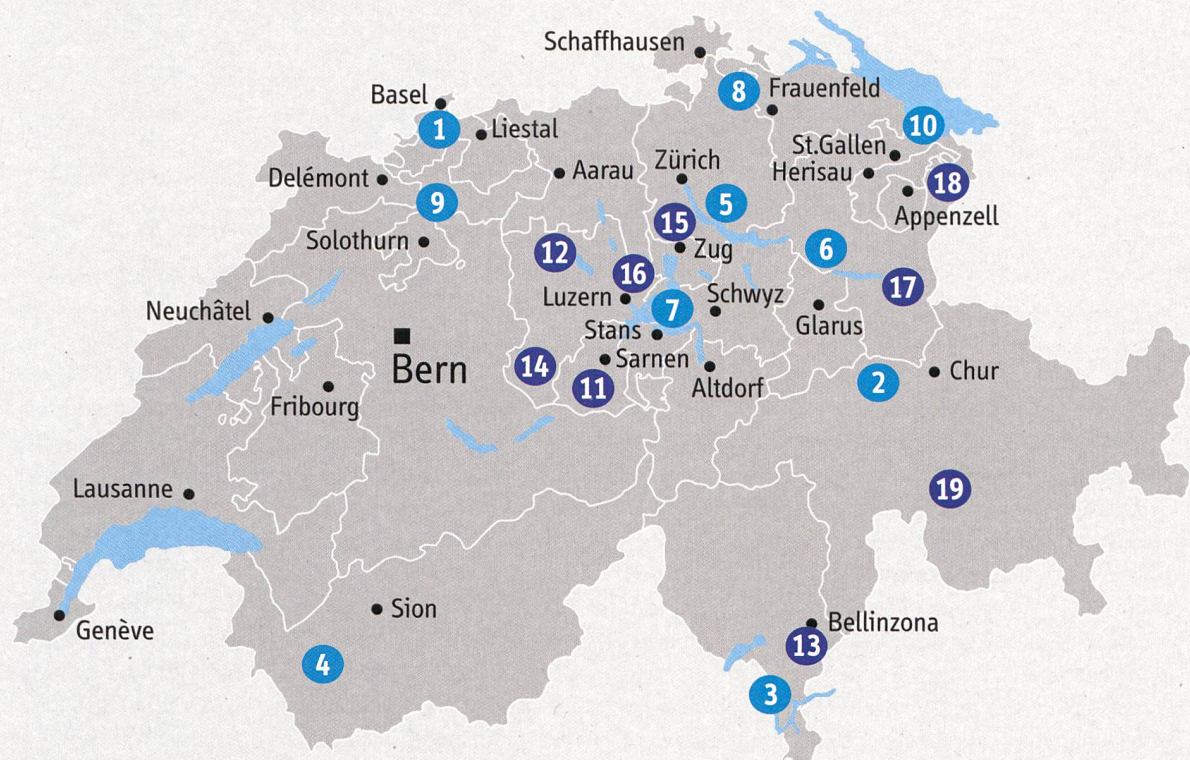 Schaffhausen
8
Frauenfeld
Basel
1
Liestal
10
St.Gallen
Zürich
Aarau
Herisau
Delémont
18
9
5
Appenzell
15
Solothurn
12
Zug
6
16
17
Luzern
7
Schwyz
Neuchâtel
Glarus
Stans
Bern
14
Sarnen
11
Altdorf
2
Chur
Fribourg
Lausanne
19
Sion
Genève
Bellinzona
13
4
3